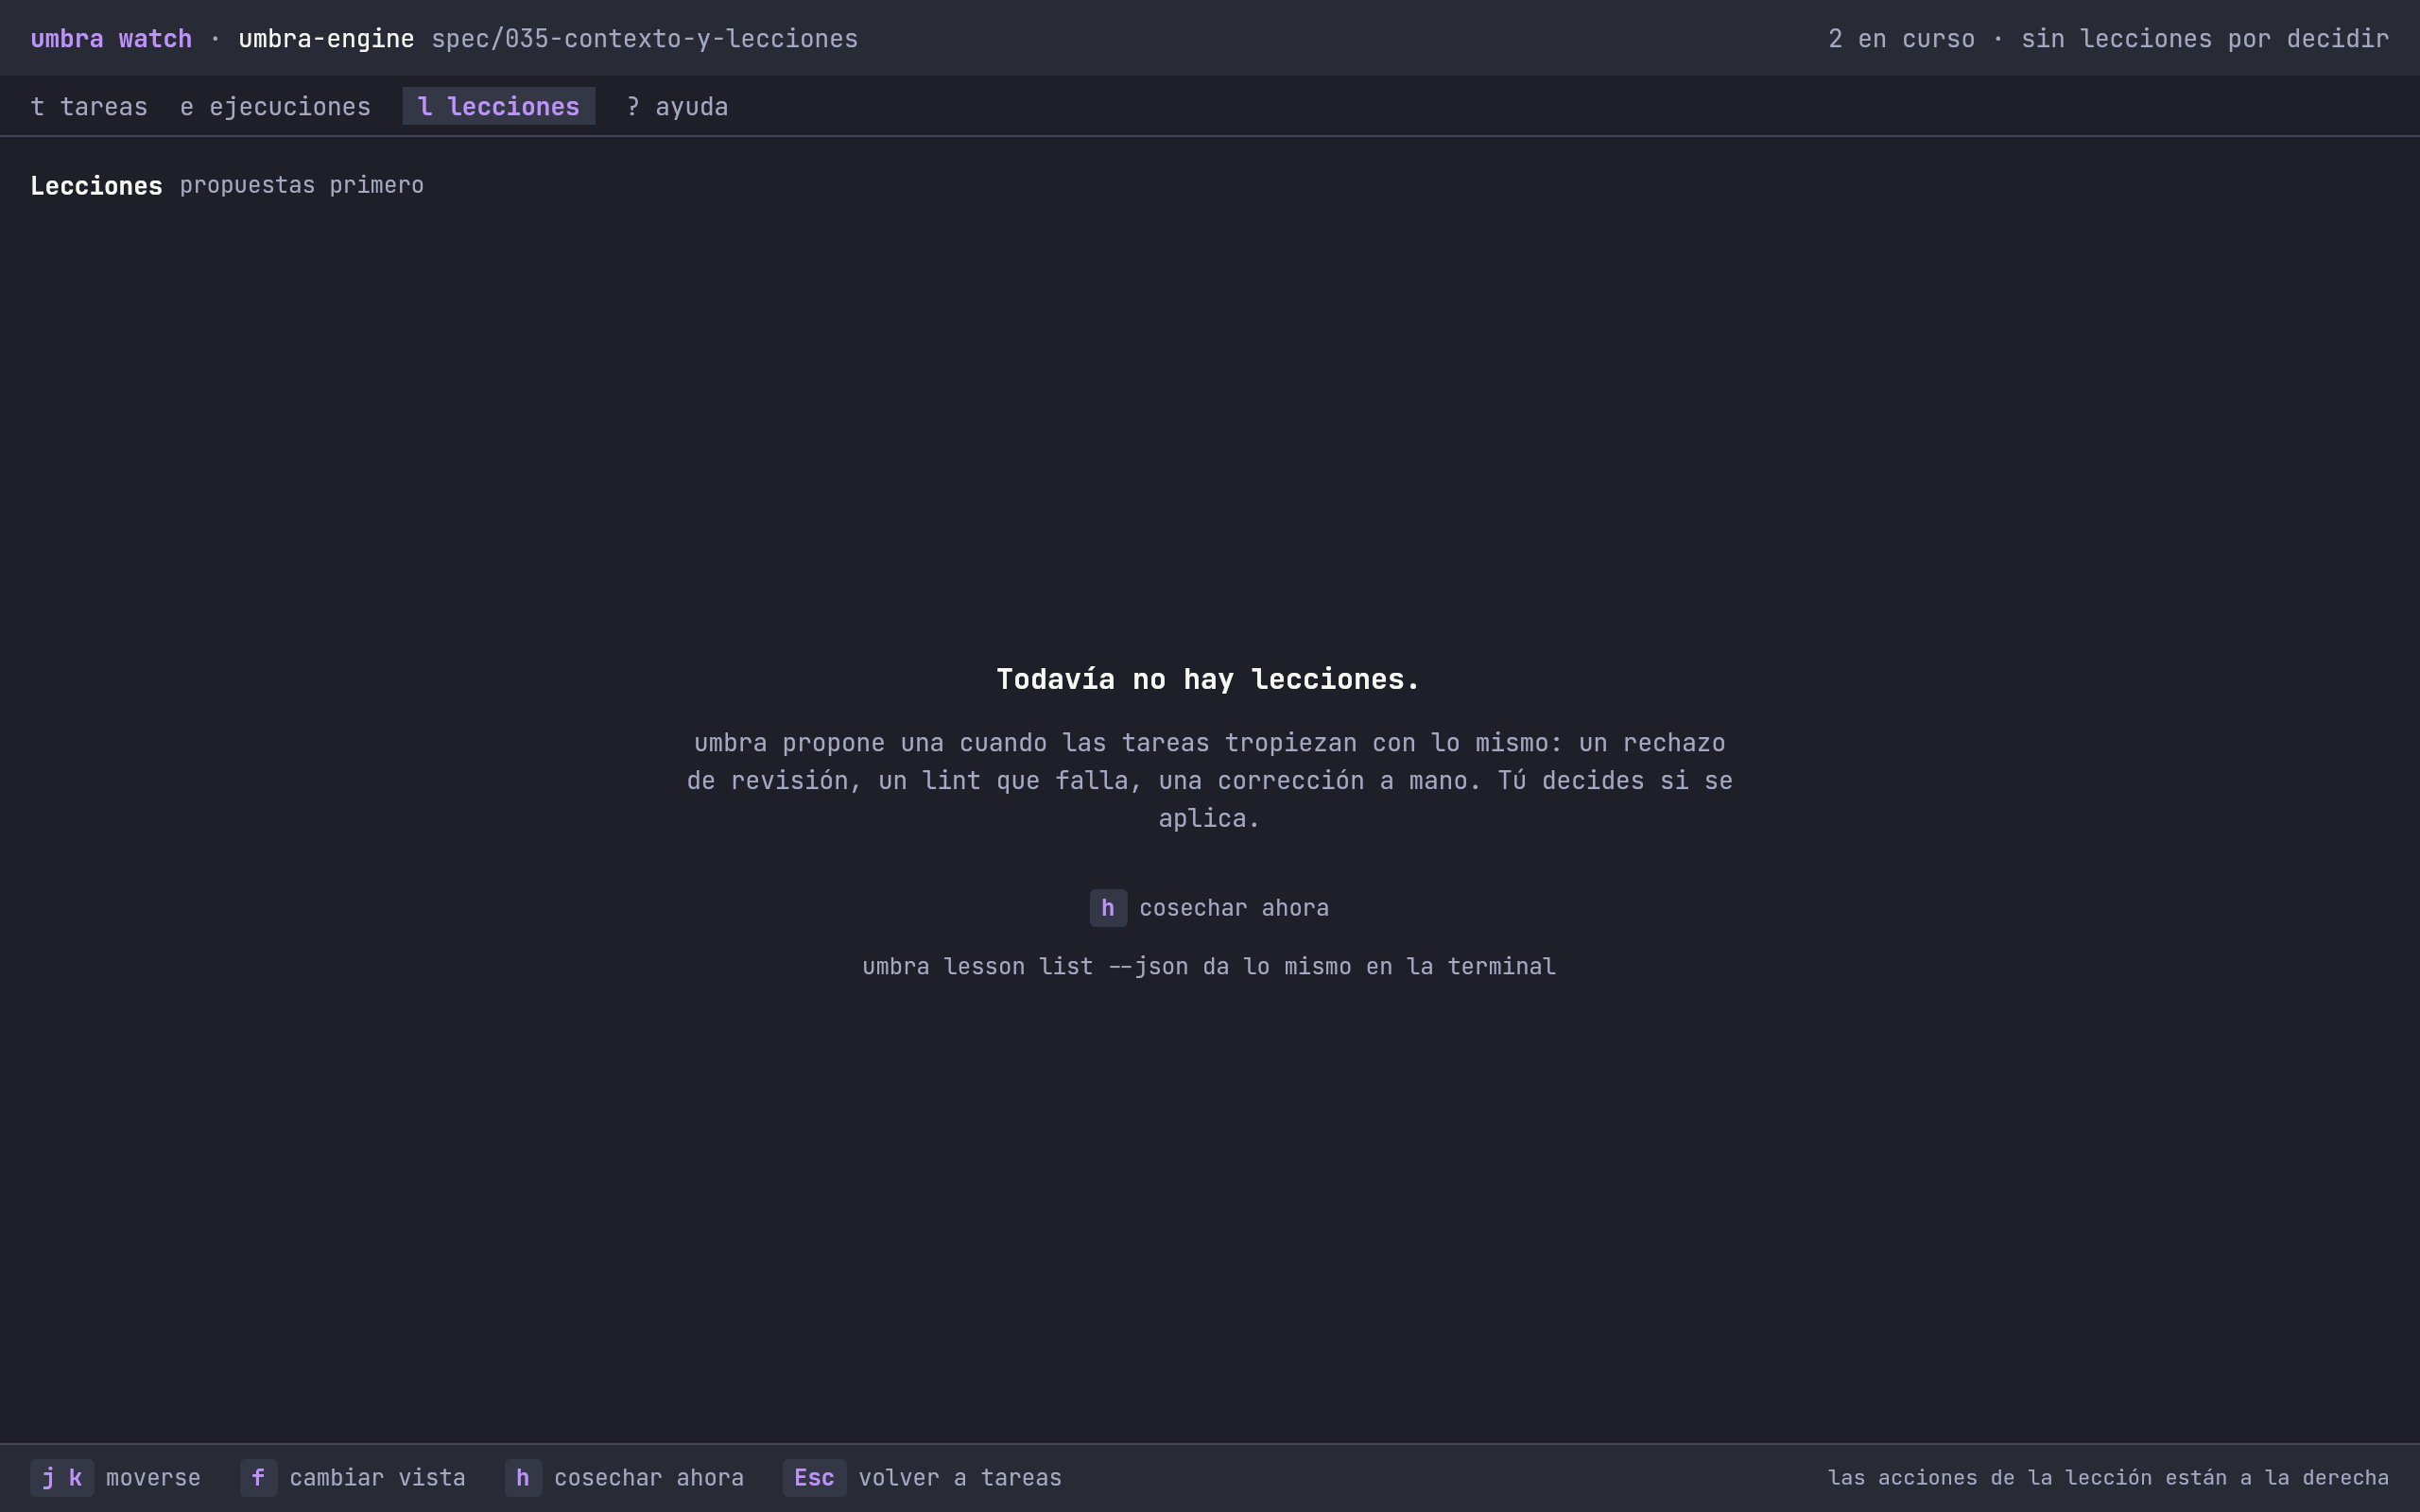 umbra watch · umbra-engine spec/035-contexto-y-lecciones
2 en curso · sin lecciones por decidir
t tareas e ejecuciones l lecciones ? ayuda
Lecciones propuestas primero
Todavía no hay lecciones.
umbra propone una cuando las tareas tropiezan con lo mismo: un rechazo
de revisión, un lint que falla, una corrección a mano. Tú decides si se
aplica.
h cosechar ahora
umbra lesson list --json da lo mismo en la terminal
j k moverse f cambiar vista h cosechar ahora Esc volver a tareas
las acciones de la lección están a la derecha